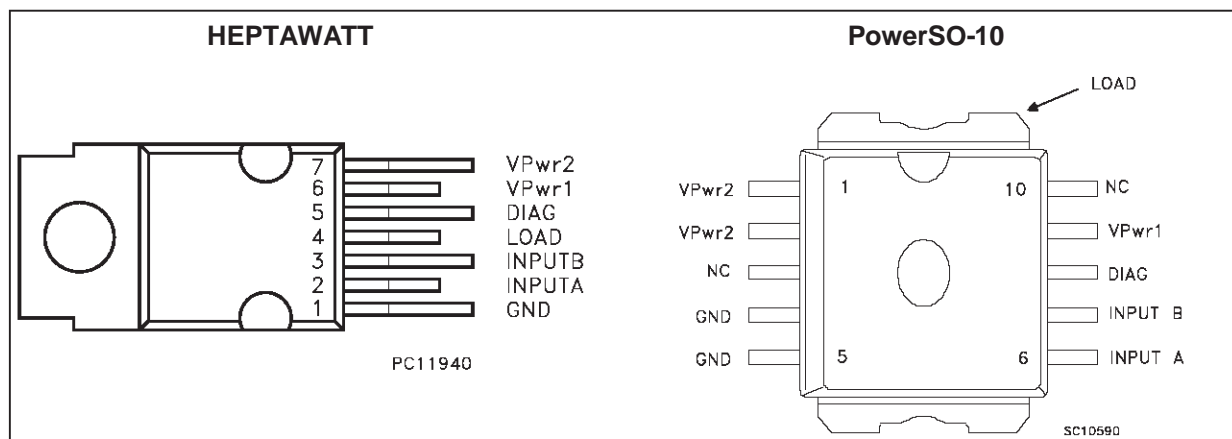 HEPTAWATT
7 VPwr2
6 VPwr1
5 DIAG
4 LOAD
3 INPUTB
2 INPUTA
1 GND
PC11940
PowerSO-10
LOAD
VPwr2 1 10 NC
VPwr2 VPwr1
NC DIAG
GND INPUT B
GND 5 6 INPUT A
SC10590